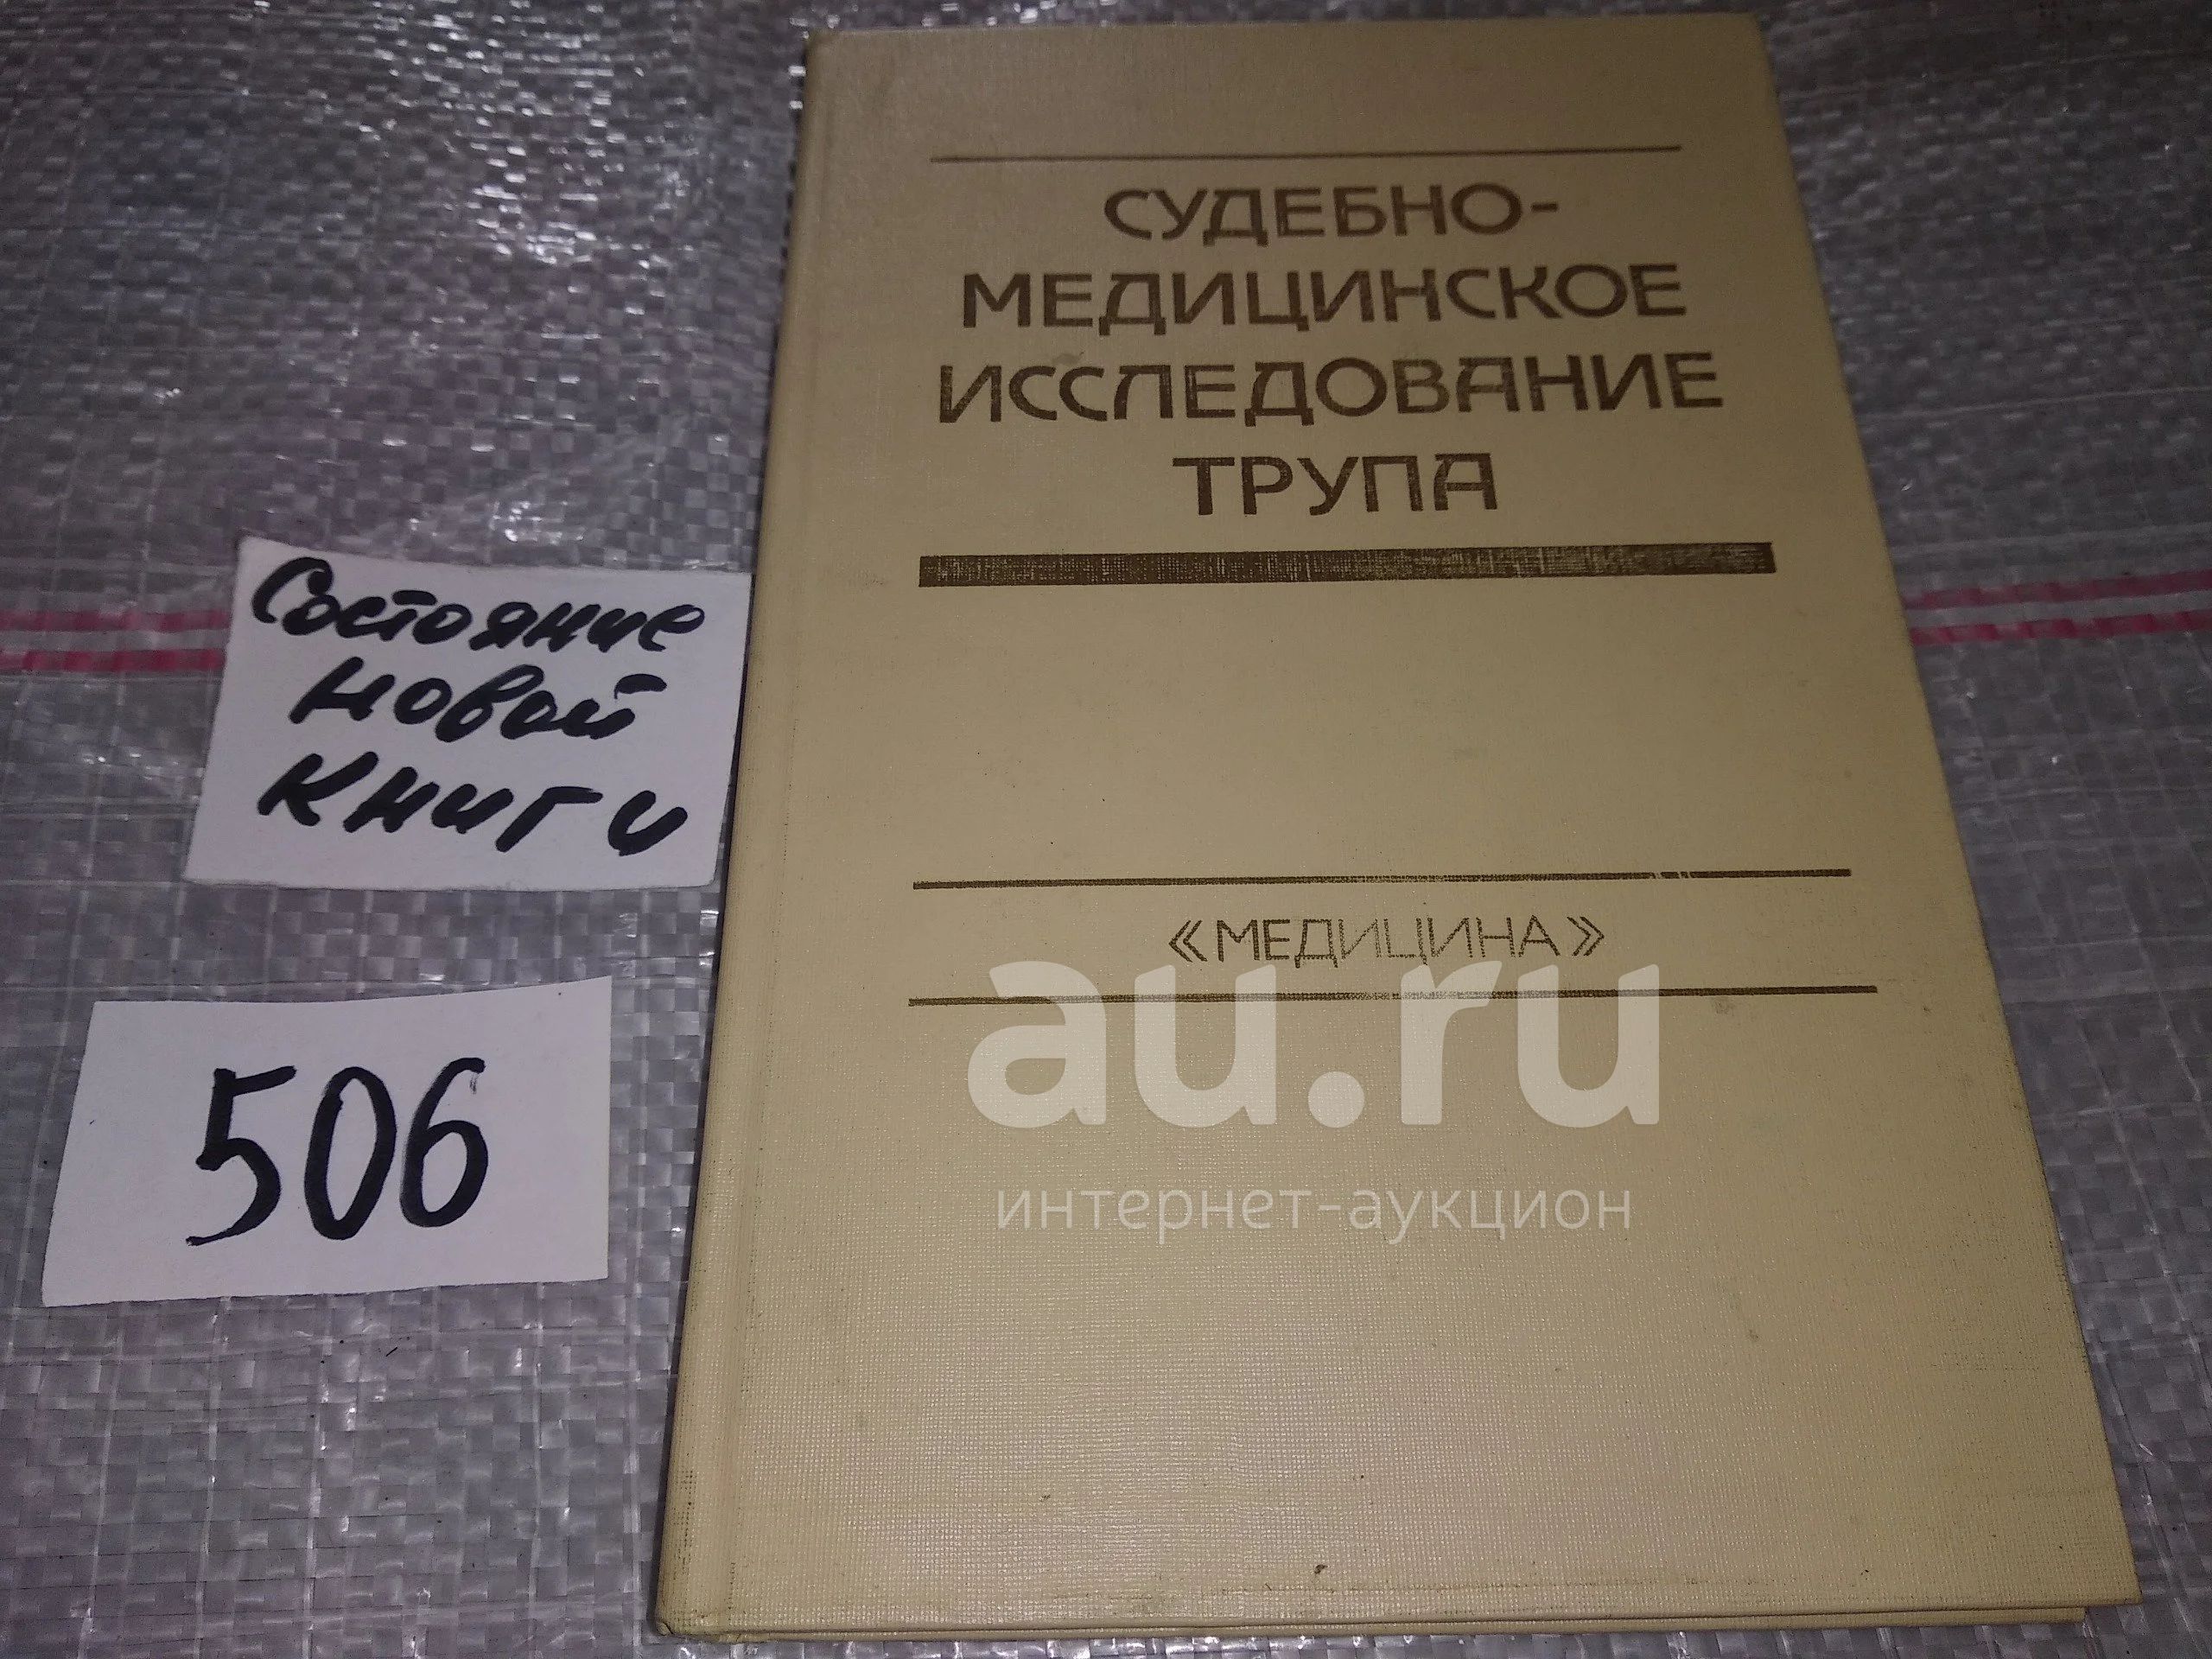 СУДЕБНО-
МЕДИЦИНСКОЕ
ИССЛЕДОВАНИЕ
ТРУПА
«МЕДИЦИНА»
Состояние
новой
книги
506
au.ru
интернет-аукцион